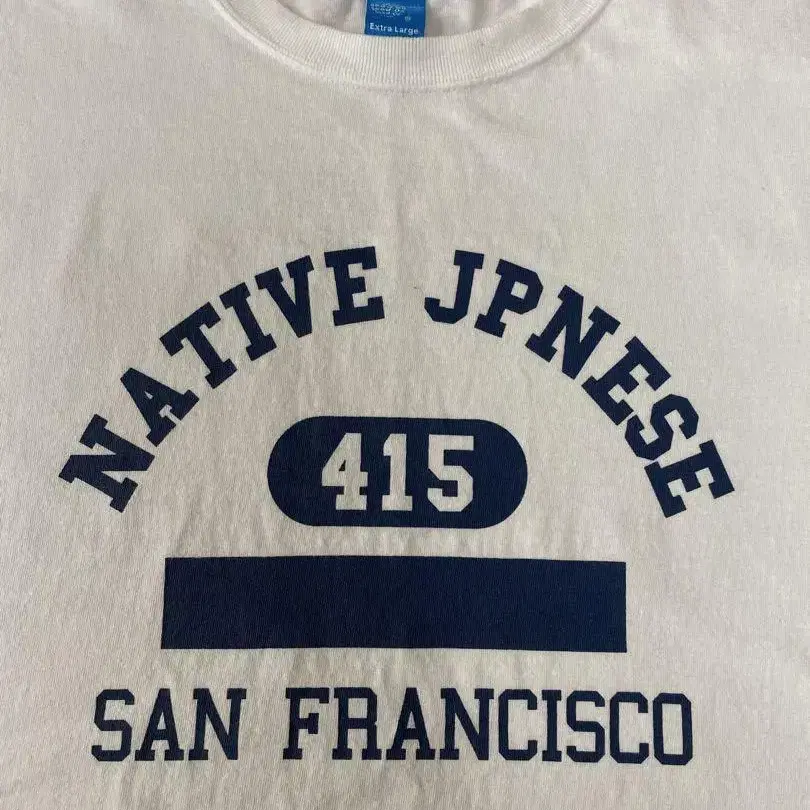 Extra Large
NATIVE JPNESE
415
SAN FRANCISCO